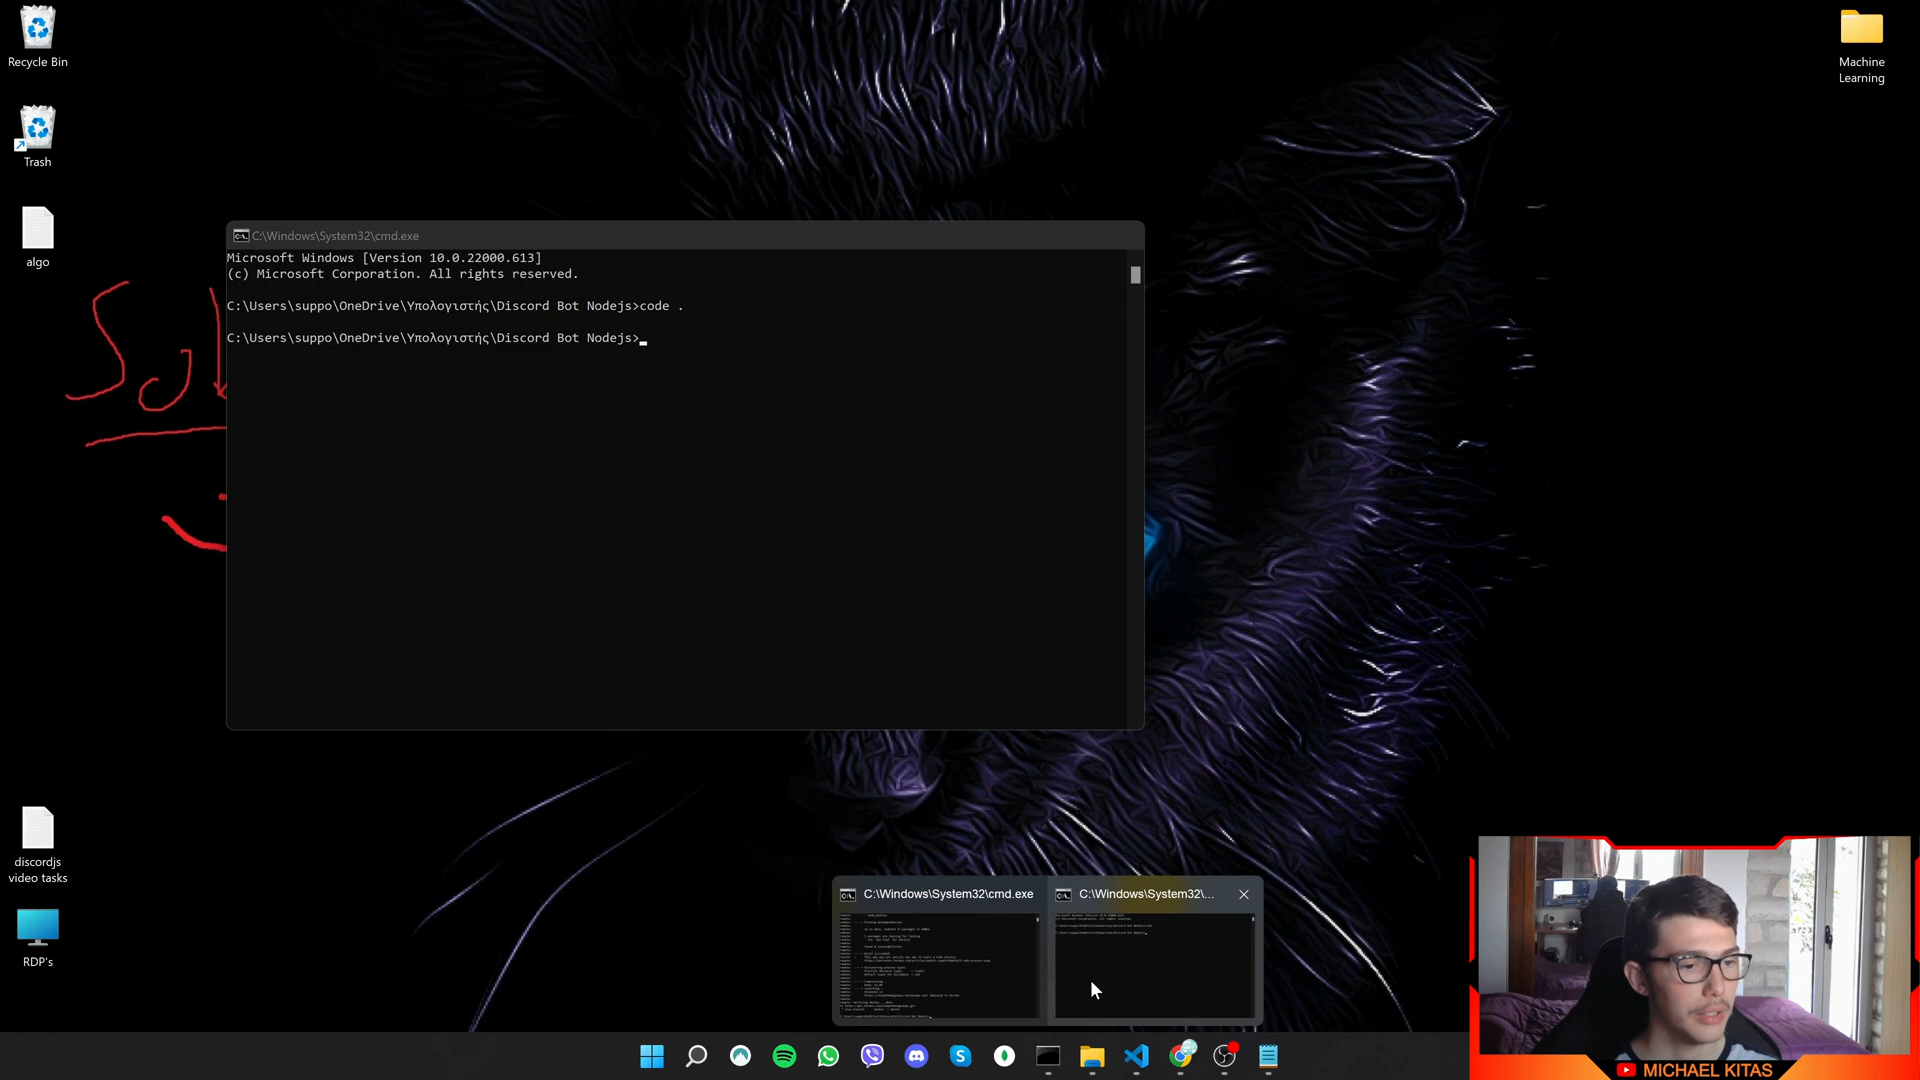 Recycle Bin
Trash
algo
discordjs
video tasks
RDP's
Machine
Learning
C:\Windows\System32\cmd.exe
Microsoft Windows [Version 10.0.22000.613]
(c) Microsoft Corporation. All rights reserved.
C:\Users\suppo\OneDrive\Υπολογιστής\Discord Bot Nodejs>code .
C:\Users\suppo\OneDrive\Υπολογιστής\Discord Bot Nodejs>
C:\Windows\System32\cmd.exe
C:\Windows\System32\...
MICHAEL KITAS